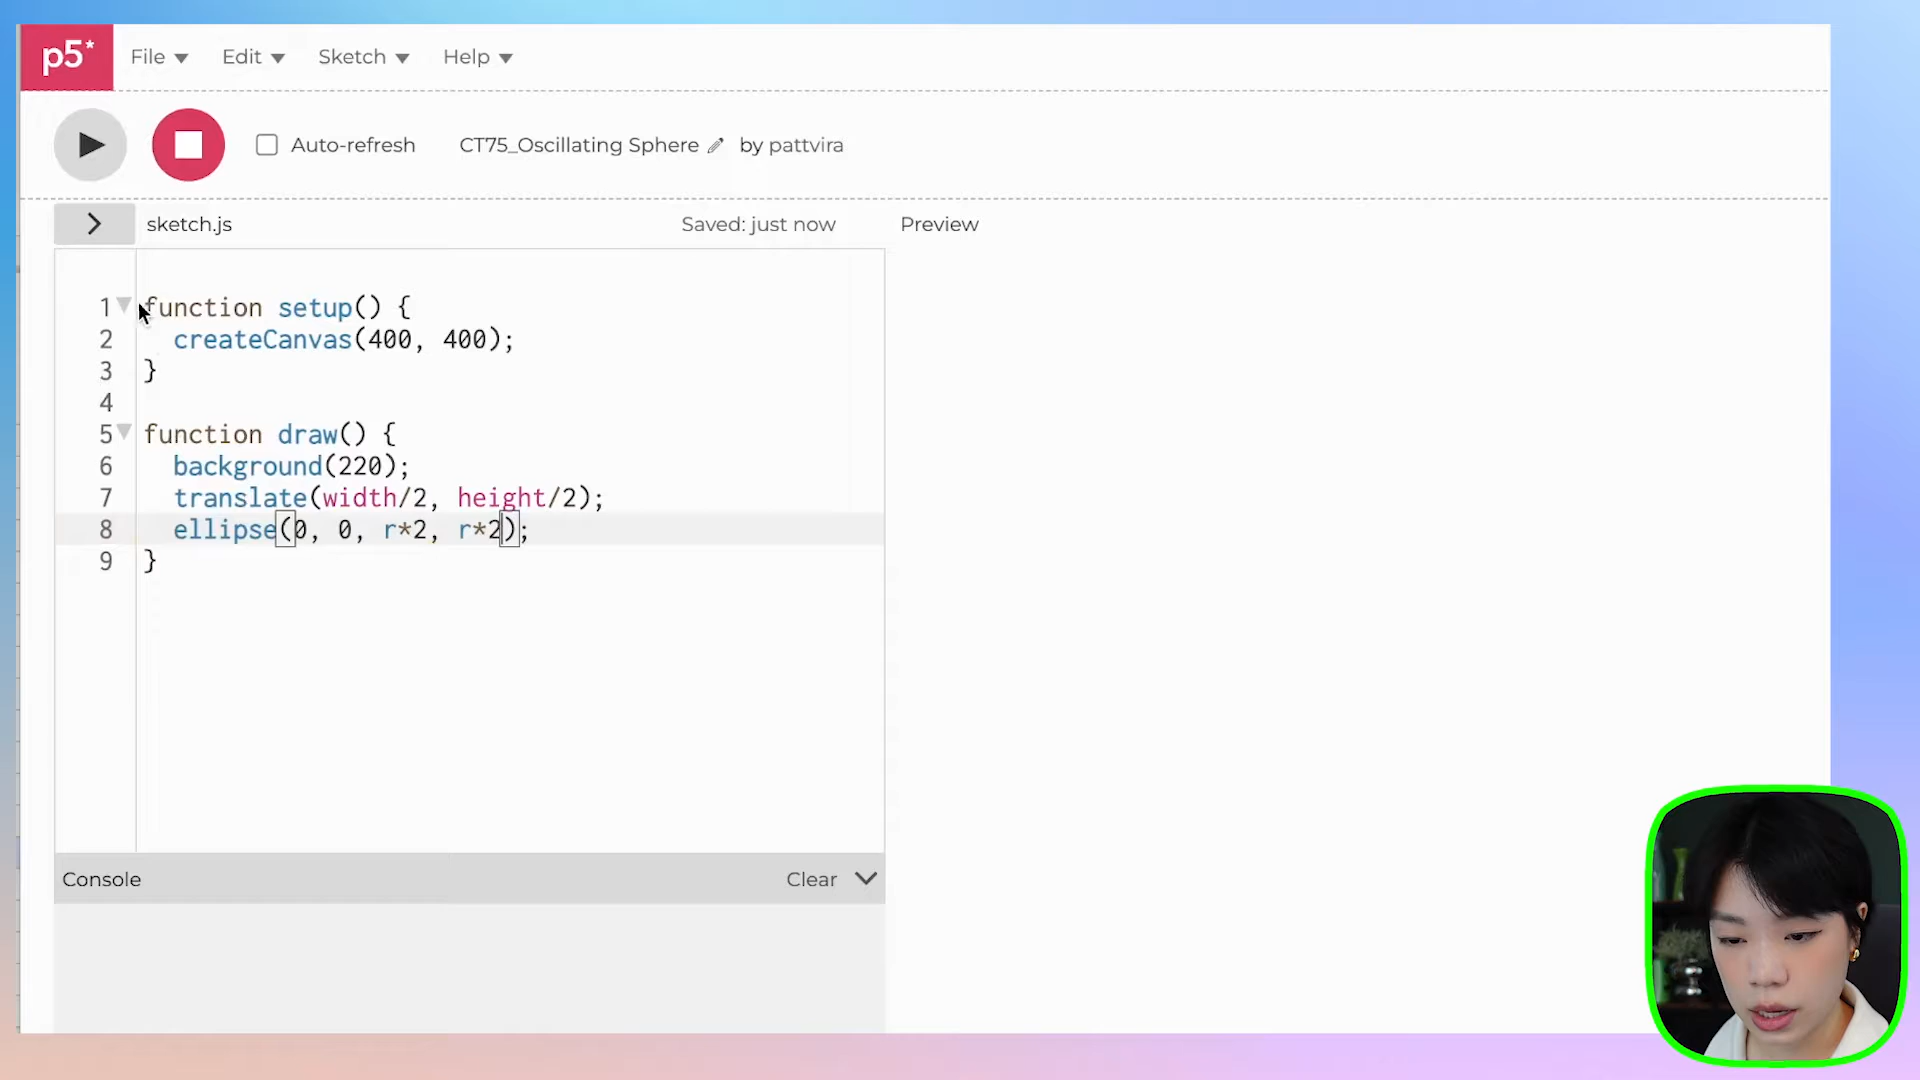 p5*
File Edit Sketch Help
Auto-refresh CT75_Oscillating Sphere by pattvira
sketch.js Saved: just now Preview
1 function setup() {
2 createCanvas(400, 400);
3 }
4
5 function draw() {
6 background(220);
7 translate(width/2, height/2);
8 ellipse(0, 0, r*2, r*2);
9 }
Console Clear